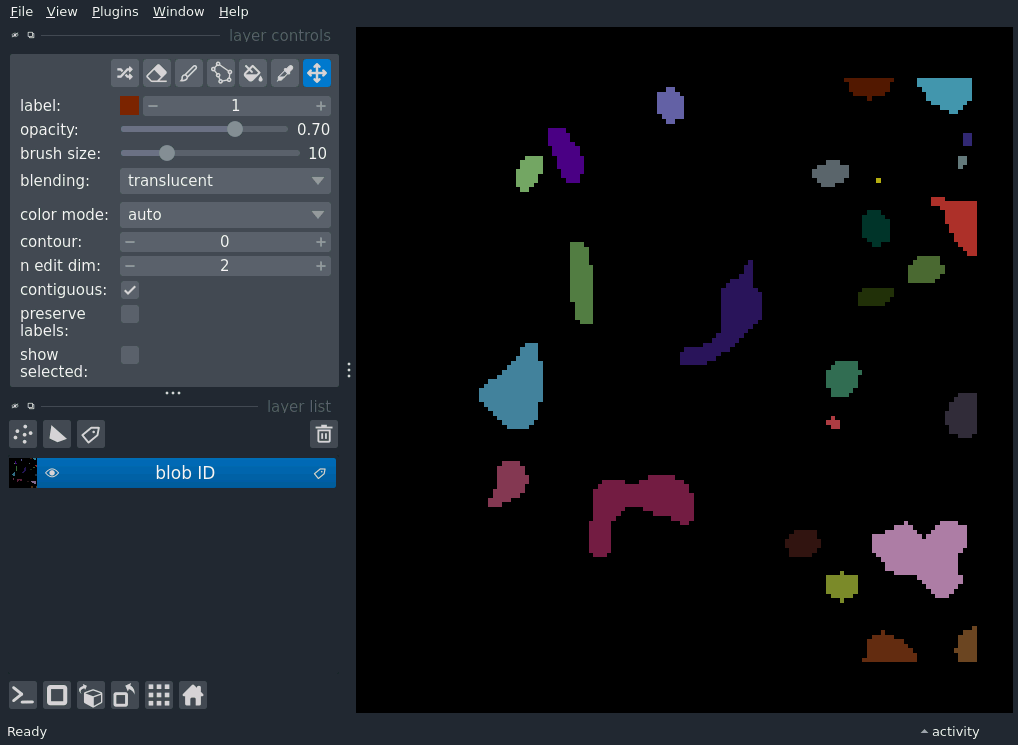 File View Plugins Window Help
layer controls
label: 1
opacity: 0.70
brush size: 10
blending: translucent
color mode: auto
contour: 0
n edit dim: 2
contiguous:
preserve
labels:
show
selected:
layer list
blob ID
Ready
activity